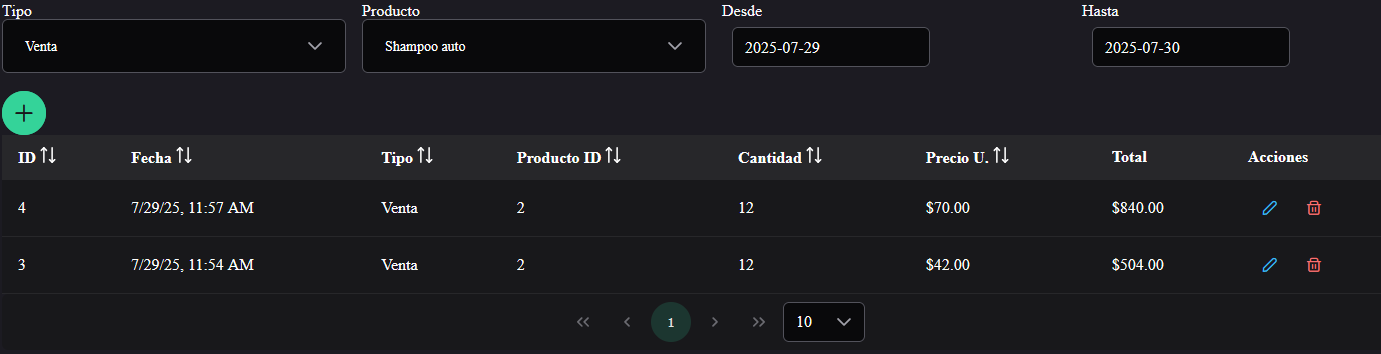 Tipo Producto Desde Hasta
Venta Shampoo auto 2025-07-29 2025-07-30
ID Fecha Tipo Producto ID Cantidad Precio U. Total Acciones
4 7/29/25, 11:57 AM Venta 2 12 $70.00 $840.00
3 7/29/25, 11:54 AM Venta 2 12 $42.00 $504.00
1 10